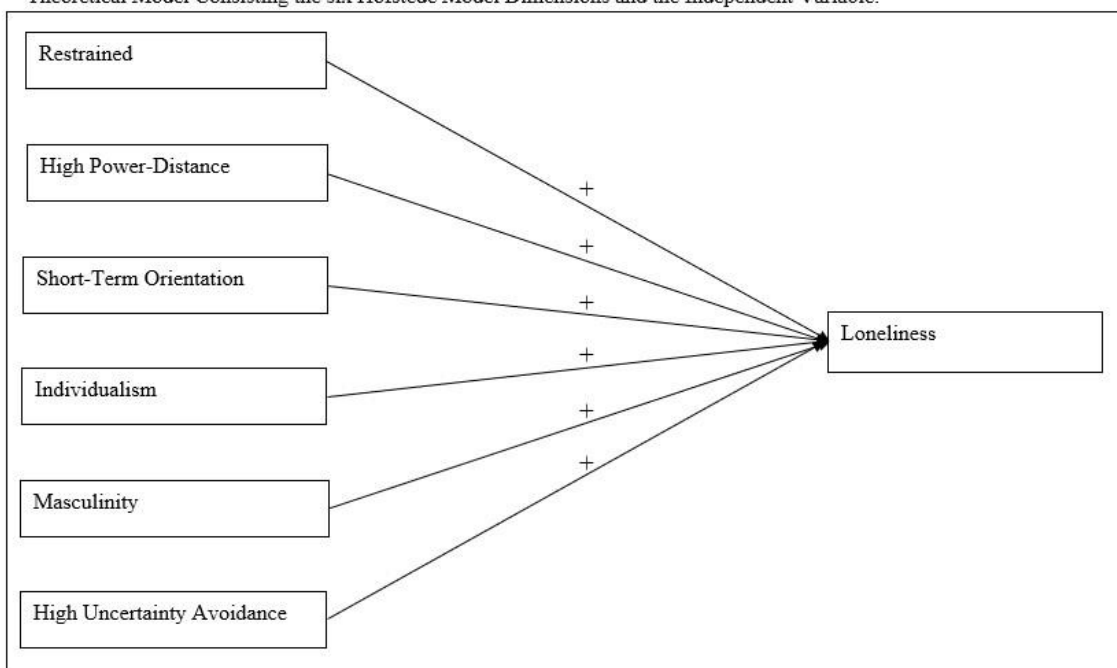 Theoretical Model Consisting the six Hofstede Model Dimensions and the Independent Variable.
Restrained
High Power-Distance
Short-Term Orientation
Individualism
Masculinity
High Uncertainty Avoidance
+
+
+
+
+
+
Loneliness